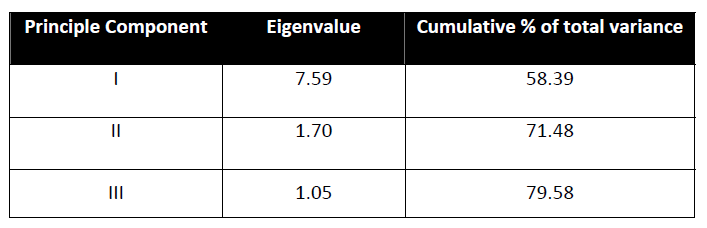 Principle Component Eigenvalue Cumulative % of total variance
I 7.59 58.39
II 1.70 71.48
III 1.05 79.58